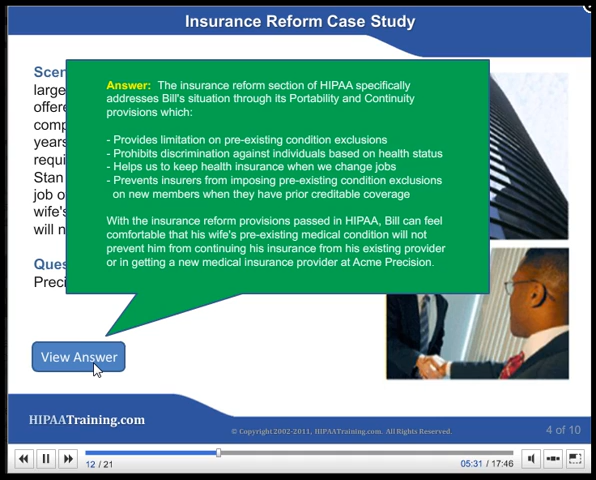 Insurance Reform Case Study
Scen
large
offere
comp
years
requi
Stan
job o
wife's
will n
Answer: The insurance reform section of HIPAA specifically
addresses Bill's situation through its Portability and Continuity
provisions which:
- Provides limitation on pre-existing condition exclusions
- Prohibits discrimination against individuals based on health status
- Helps us to keep health insurance when we change jobs
- Prevents insurers from imposing pre-existing condition exclusions
on new members when they have prior creditable coverage
With the insurance reform provisions passed in HIPAA, Bill can feel
comfortable that his wife's pre-existing medical condition will not
prevent him from continuing his insurance from his existing provider
or in getting a new medical insurance provider at Acme Precision.
Ques
Preci
View Answer
HIPAATraining.com
© Copyright 2002-2011, HIPAATraining.com. All Rights Reserved.
4 of 10
12 / 21
05:31 / 17:46